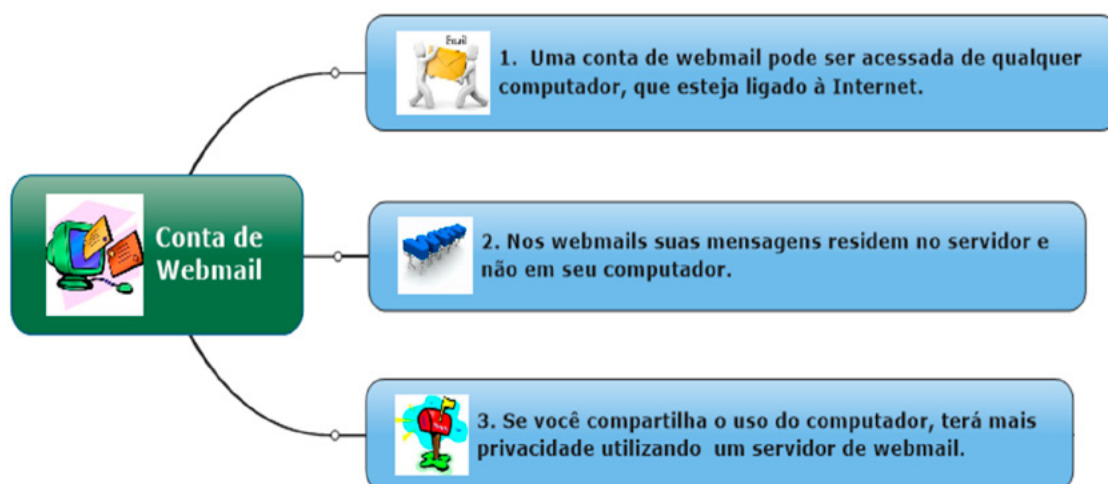 Email
1. Uma conta de webmail pode ser acessada de qualquer
computador, que esteja ligado à Internet.
Conta de
Webmail
2. Nos webmails suas mensagens residem no servidor e
não em seu computador.
3. Se você compartilha o uso do computador, terá mais
privacidade utilizando um servidor de webmail.